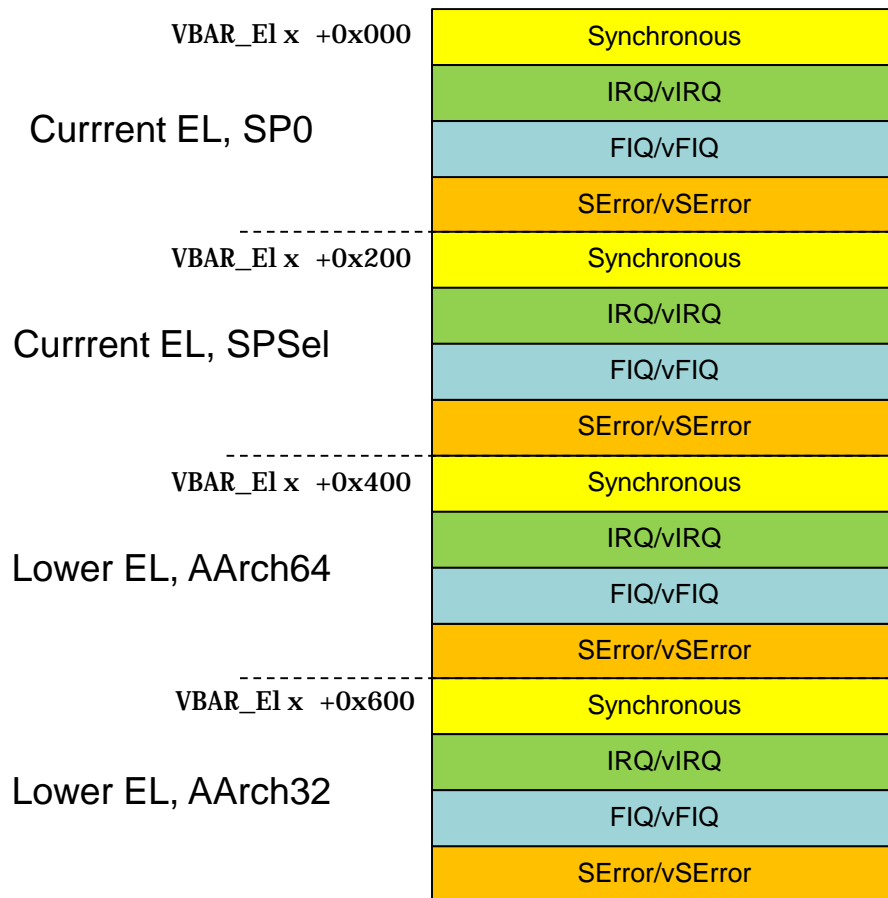 VBAR_El x +0x000
Synchronous
IRQ/vIRQ
Currrent EL, SP0
FIQ/vFIQ
SError/vSError
VBAR_El x +0x200
Synchronous
IRQ/vIRQ
Currrent EL, SPSel
FIQ/vFIQ
SError/vSError
VBAR_El x +0x400
Synchronous
IRQ/vIRQ
Lower EL, AArch64
FIQ/vFIQ
SError/vSError
VBAR_El x +0x600
Synchronous
IRQ/vIRQ
Lower EL, AArch32
FIQ/vFIQ
SError/vSError